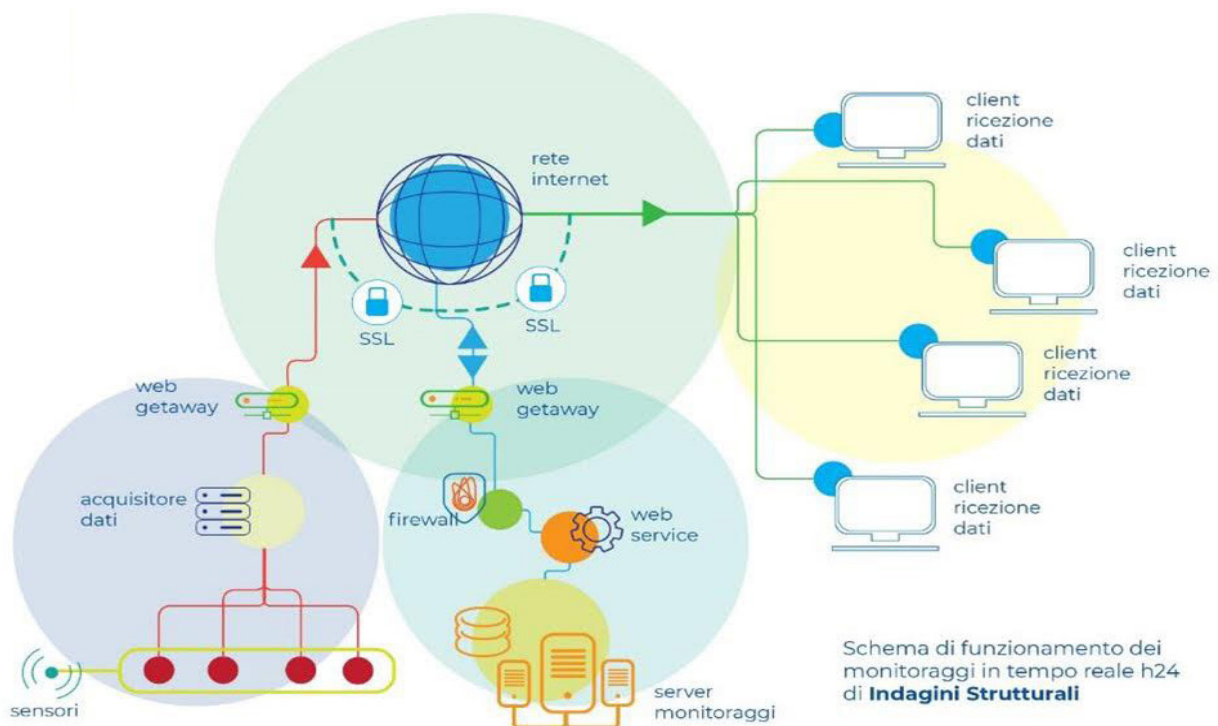 client
ricezione
dati
rete
internet
client
ricezione
dati
SSL
SSL
client
ricezione
dati
web
getaway
web
getaway
acquisitore
dati
firewall
web
service
client
ricezione
dati
sensori
server
monitoraggi
Schema di funzionamento dei
monitoraggi in tempo reale h24
di Indagini Strutturali